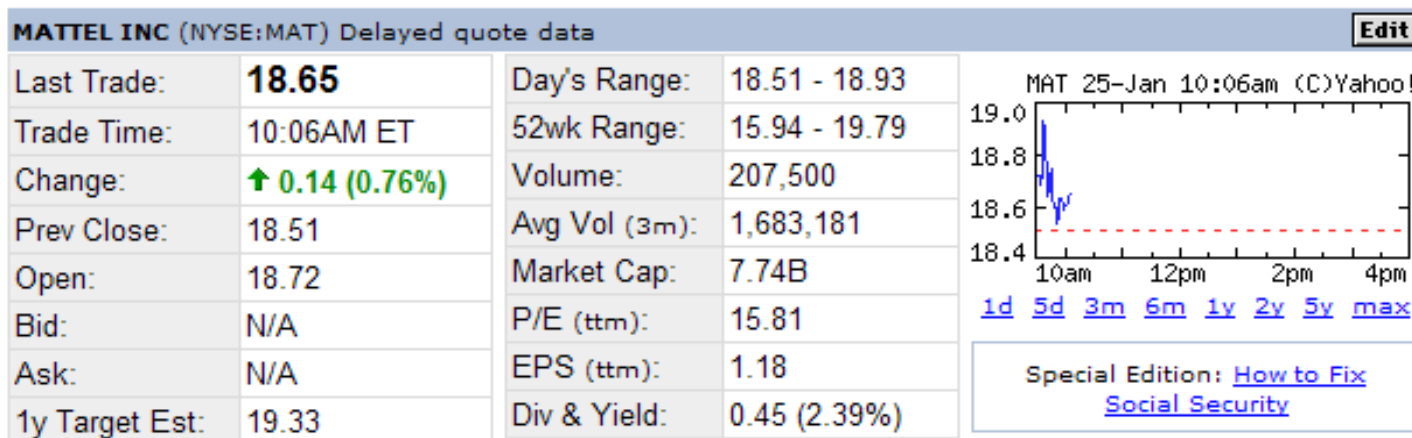 MATTEL INC (NYSE:MAT) Delayed quote data
Edit
Last Trade: 18.65
Trade Time: 10:06AM ET
Change: 0.14 (0.76%)
Prev Close: 18.51
Open: 18.72
Bid: N/A
Ask: N/A
1y Target Est: 19.33
Day's Range: 18.51 - 18.93
52wk Range: 15.94 - 19.79
Volume: 207,500
Avg Vol (3m): 1,683,181
Market Cap: 7.74B
P/E (ttm): 15.81
EPS (ttm): 1.18
Div & Yield: 0.45 (2.39%)
MAT 25-Jan 10:06am (C)Yahoo!
19.0
18.8
18.6
18.4
10am 12pm 2pm 4pm
1d 5d 3m 6m 1y 2y 5y max
Special Edition: How to Fix
Social Security